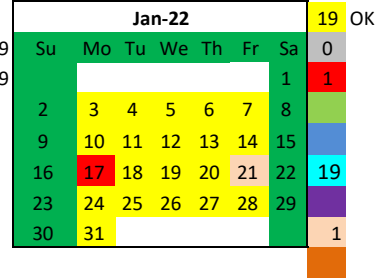 Jan-22 19 OK
9 Su Mo Tu We Th Fr Sa 0
9 1 1
2 3 4 5 6 7 8
9 10 11 12 13 14 15
16 17 18 19 20 21 22 19
23 24 25 26 27 28 29
30 31 1